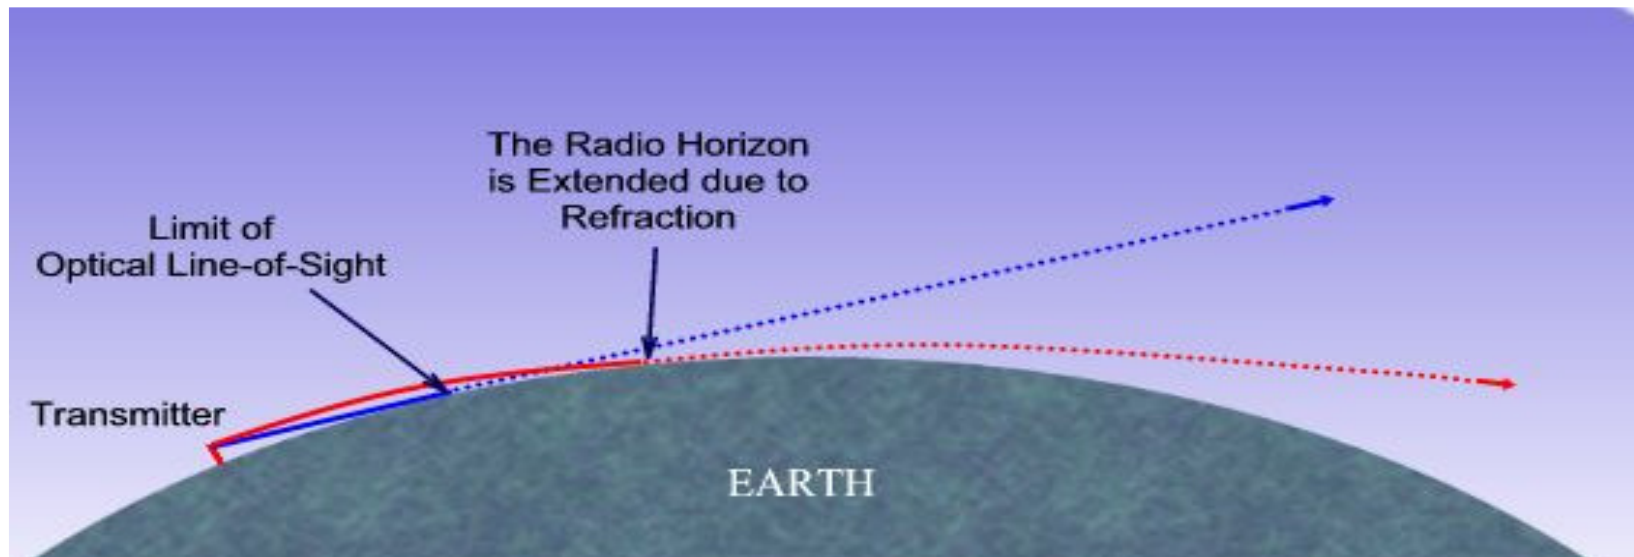 The Radio Horizon
is Extended due to
Refraction
Limit of
Optical Line-of-Sight
Transmitter
EARTH